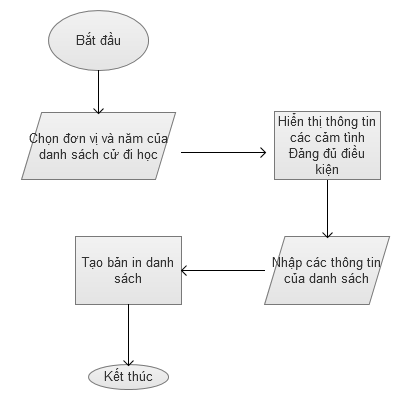 Bắt đầu
Chọn đơn vị và năm của
danh sách cử đi học
Hiển thị thông tin
các cảm tình
Đảng đủ điều
kiện
Nhập các thông tin
của danh sách
Tạo bản in danh
sách
Kết thúc